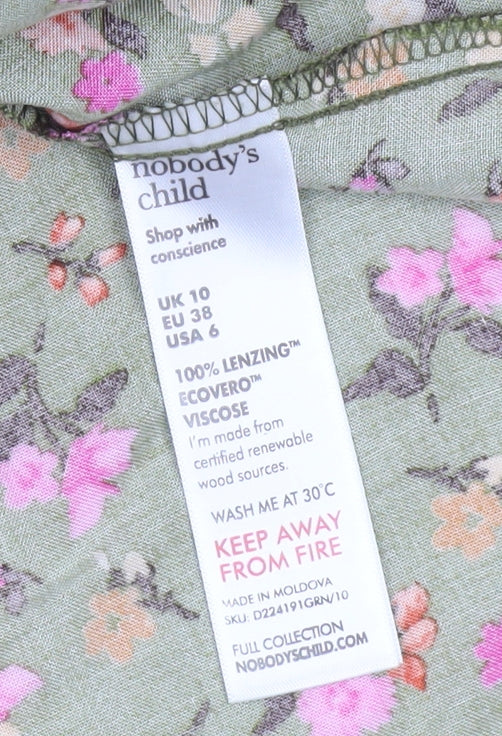 nobody's
child
Shop with
conscience
UK 10
EU 38
USA 6
100% LENZING™
ECOVERO™
VISCOSE
I'm made from
certified renewable
wood sources.
WASH ME AT 30°C
KEEP AWAY
FROM FIRE
MADE IN MOLDOVA
SKU: D224191GRN/10
FULL COLLECTION
NOBODYSCHILD.COM